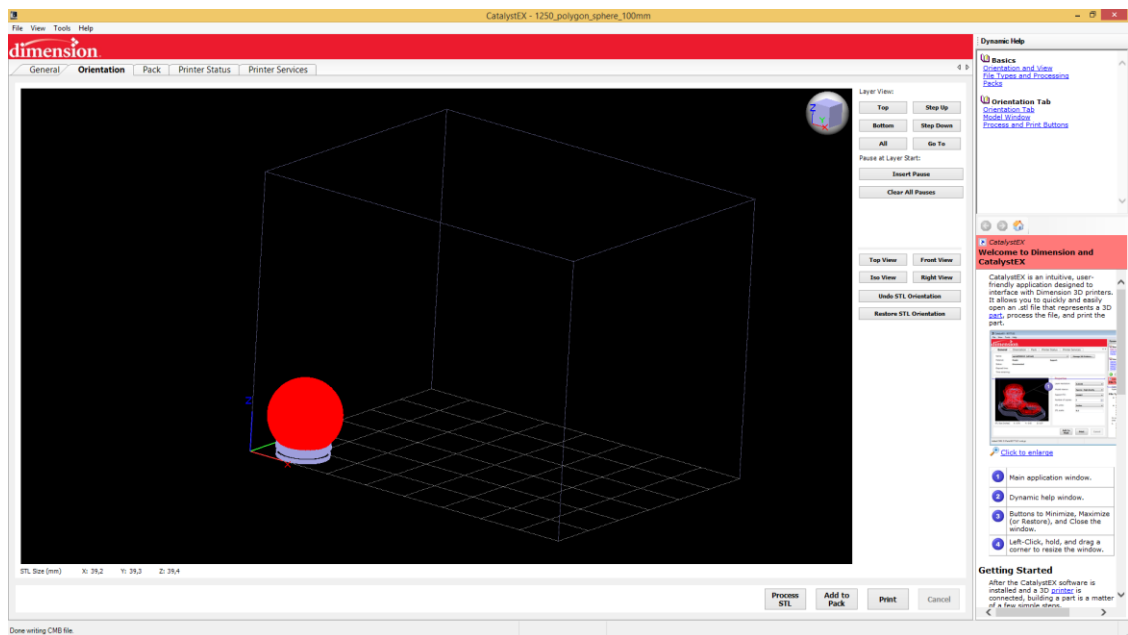 CatalystEX - 1250_polygon_sphere_100mm
File View Tools Help
dimension
General Orientation Pack Printer Status Printer Services
Layer View:
Top Step Up
Bottom Step Down
All Go To
Pause at Layer Start:
Insert Pause
Clear All Pauses
Top View Front View
Iso View Right View
Undo STL Orientation
Restore STL Orientation
Z
Y
X
X
STL Size (mm) X: 39,2 Y: 39,3 Z: 39,4
Process STL
Add to Pack
Print
Cancel
Done writing CMB file.
Dynamic Help
Basics
Orientation and View
File Types and Processing
Packs
Orientation Tab
Orientation Tab
Model Window
Process and Print Buttons
CatalystEX
Welcome to Dimension and
CatalystEX
CatalystEX is an intuitive, user-
friendly application designed to
interface with Dimension 3D printers.
It allows you to quickly and easily
open an .stl file that represents a 3D
part, process the file, and print the
part.
Click to enlarge
1 Main application window.
2 Dynamic help window.
3 Buttons to Minimize, Maximize
(or Restore), and Close the
window.
4 Left-Click, hold, and drag a
corner to resize the window.
Getting Started
After the CatalystEX software is
installed and a 3D printer is
connected, building a part is a matter
of a few simple steps.